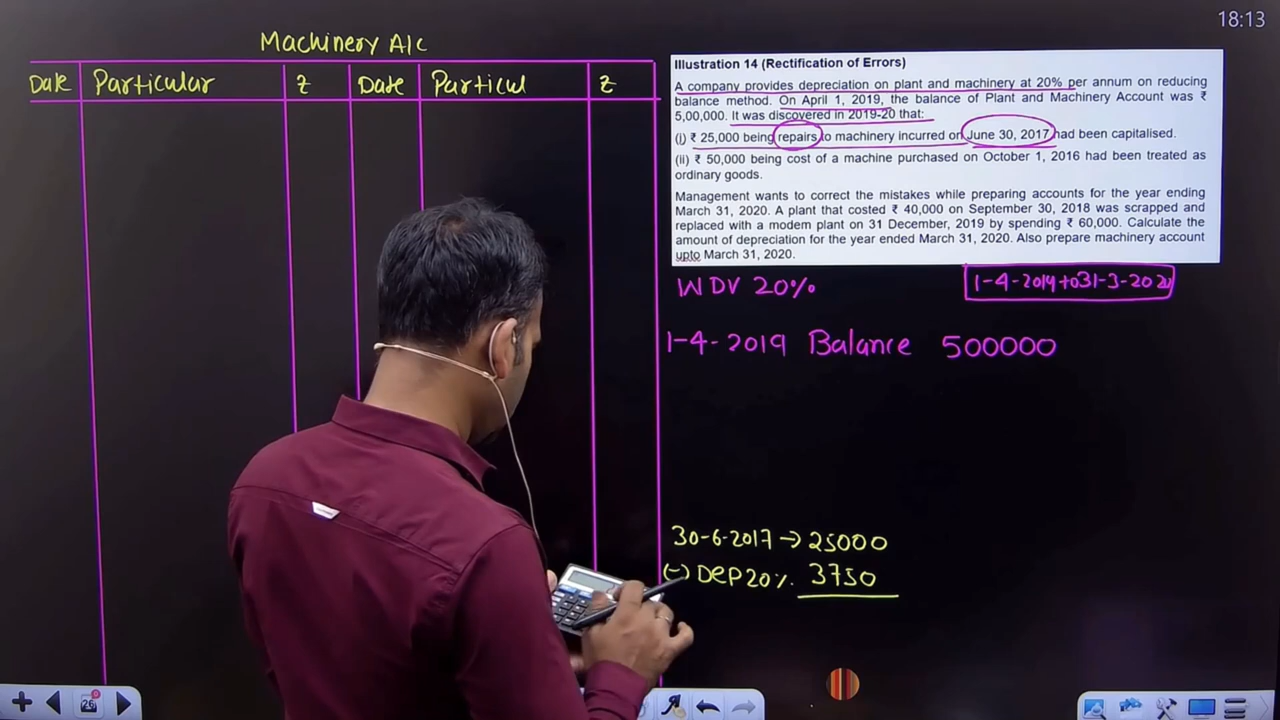 18:13
Machinery A/c
Date Particular ₹ Date Particul ₹
Illustration 14 (Rectification of Errors)
A company provides depreciation on plant and machinery at 20% per annum on reducing
balance method. On April 1, 2019, the balance of Plant and Machinery Account was ₹
5,00,000. It was discovered in 2019-20 that:
(i) ₹ 25,000 being repairs to machinery incurred on June 30, 2017 had been capitalised.
(ii) ₹ 50,000 being cost of a machine purchased on October 1, 2016 had been treated as
ordinary goods.
Management wants to correct the mistakes while preparing accounts for the year ending
March 31, 2020. A plant that costed ₹ 40,000 on September 30, 2018 was scrapped and
replaced with a modem plant on 31 December, 2019 by spending ₹ 60,000. Calculate the
amount of depreciation for the year ended March 31, 2020. Also prepare machinery account
upto March 31, 2020.
WDV 20% 1-4-2019 to 31-3-2020
1-4-2019 Balance 500000
30-6-2017 → 25000
(-) Dep 20% 3750
26